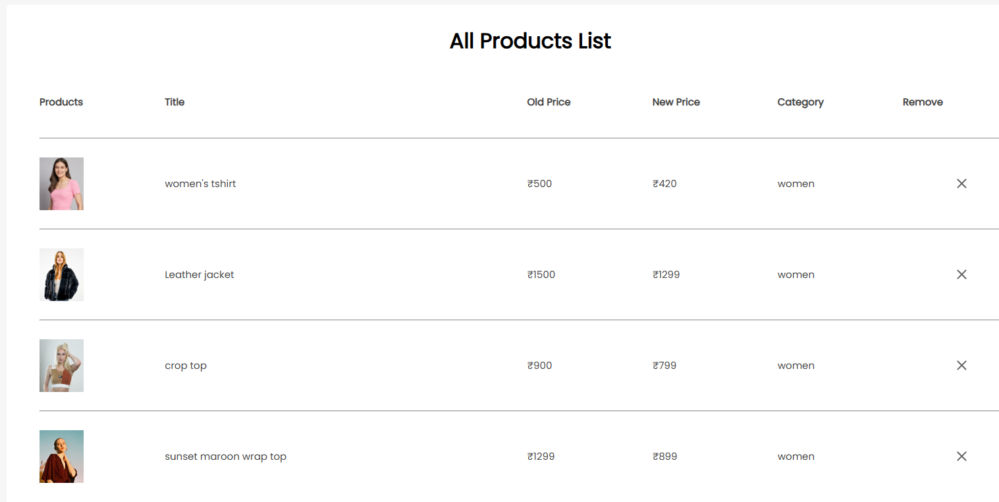 All Products List
Products Title Old Price New Price Category Remove
women's tshirt ₹500 ₹420 women
Leather jacket ₹1500 ₹1299 women
crop top ₹900 ₹799 women
sunset maroon wrap top ₹1299 ₹899 women